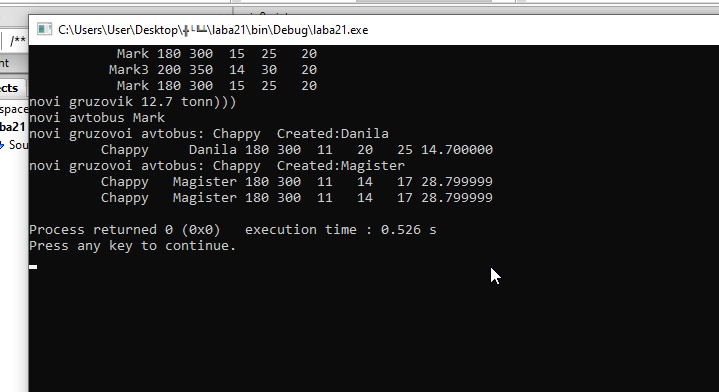 C:\Users\User\Desktop\╬└╚┴┘\laba21\bin\Debug\laba21.exe
/**
nt
ects
space
ba21
Sou
Mark 180 300 15 25 20
Mark3 200 350 14 30 20
Mark 180 300 15 25 20
novi gruzovik 12.7 tonn)))
novi avtobus Mark
novi gruzovoi avtobus: Chappy Created:Danila
Chappy Danila 180 300 11 20 25 14.700000
novi gruzovoi avtobus: Chappy Created:Magister
Chappy Magister 180 300 11 14 17 28.799999
Chappy Magister 180 300 11 14 17 28.799999
Process returned 0 (0x0) execution time : 0.526 s
Press any key to continue.